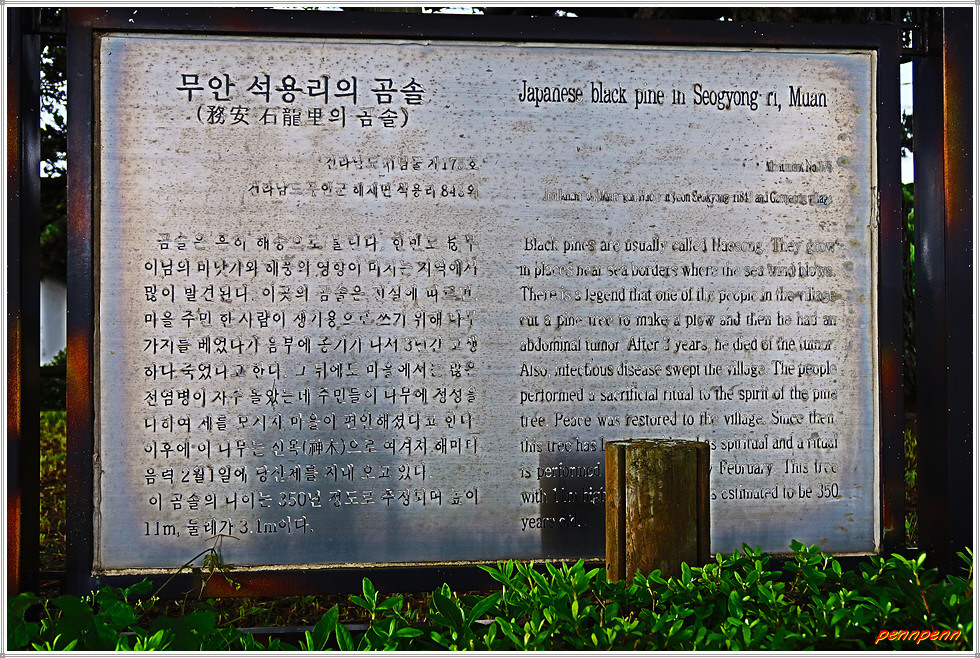 무안 석용리의 곰솔
(務安 石龍里의 곰솔)
전라남도 기념물 제175호
전라남도 무안군 해제면 석용리 848외
곰솔은 흔히 해송으로 불린다. 한반도 중부
이남의 바닷가와 해풍의 영향이 미치는 지역에서
많이 발견된다. 이곳의 곰솔은 전설에 따르면,
마을 주민 한 사람이 쟁기용으로 쓰기 위해 나무
가지를 베었다가 음부에 종기가 나서 3년간 고생
하다 죽었다고 한다. 그 뒤에도 마을에서는 많은
전염병이 자주 돌았는데 주민들이 나무에 정성을
다하여 제를 모시자 마을이 편안해졌다고 한다.
이후에 이 나무는 신목(神木)으로 여겨져 해마다
음력 2월 1일에 당산제를 지내 오고 있다.
이 곰솔의 나이는 350년 정도로 추정되며 높이
11m, 둘레가 3.1m이다.
Japanese black pine in Seogyong-ri, Muan
Monument No.
Black pines are usually called Haesong. They grow
in places near sea borders where the sea wind blows.
There is a legend that one of the people in the village
cut a pine tree to make a plow and then he had an
abdominal tumor. After 3 years, he died of the tumor.
Also, infectious disease swept the village. The people
performed a sacrificial ritual to the spirit of the pine
tree. Peace was restored to the village. Since then,
this tree has as spiritual and a ritual
is performed February. This tree
with 11m high is estimated to be 350
years old.
pennpenn